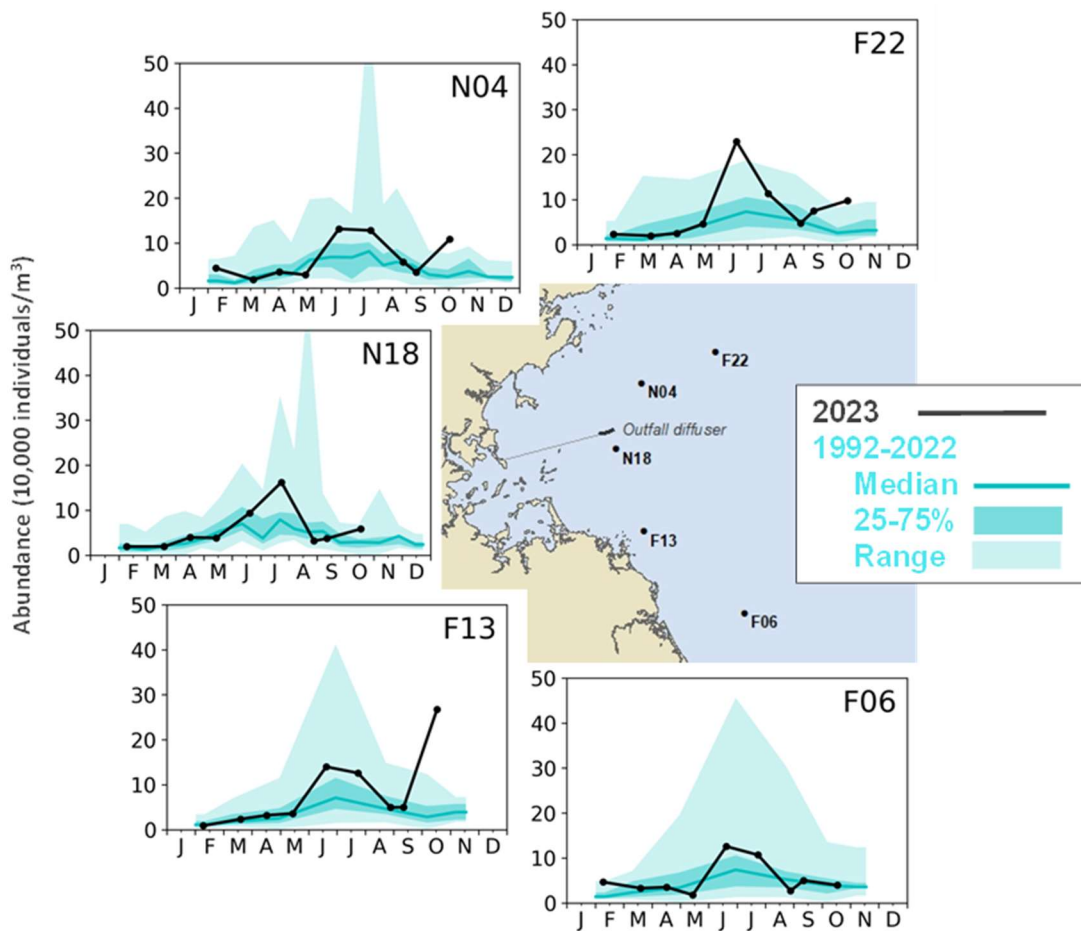 Abundance (10,000 individuals/m³)
N04
50
40
30
20
10
0
J F M A M J J A S O N D
F22
50
40
30
20
10
0
J F M A M J J A S O N D
N18
50
40
30
20
10
0
J F M A M J J A S O N D
F22
N04
Outfall diffuser
N18
F13
F06
2023
1992-2022
Median
25-75%
Range
F13
50
40
30
20
10
0
J F M A M J J A S O N D
F06
50
40
30
20
10
0
J F M A M J J A S O N D